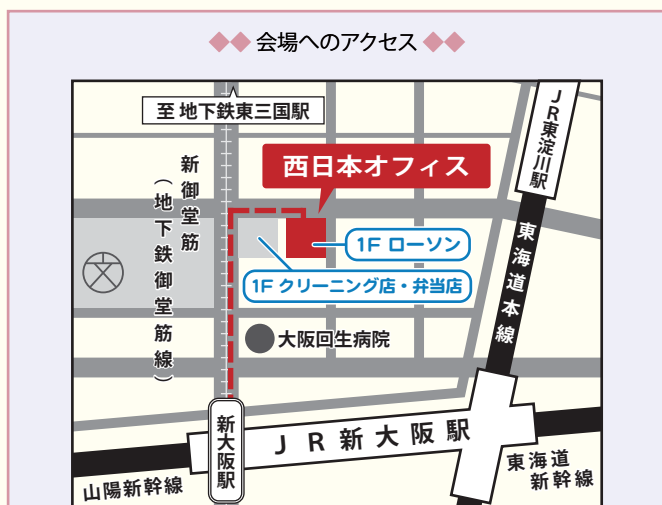 ◆◆ 会場へのアクセス ◆◆
至 地下鉄東三国駅
JR東淀川駅
新御堂筋
(地下鉄御堂筋線)
西日本オフィス
1F ローソン
1F クリーニング店・弁当店
東海道本線
大阪回生病院
新大阪駅
JR新大阪駅
山陽新幹線
東海道
新幹線
文